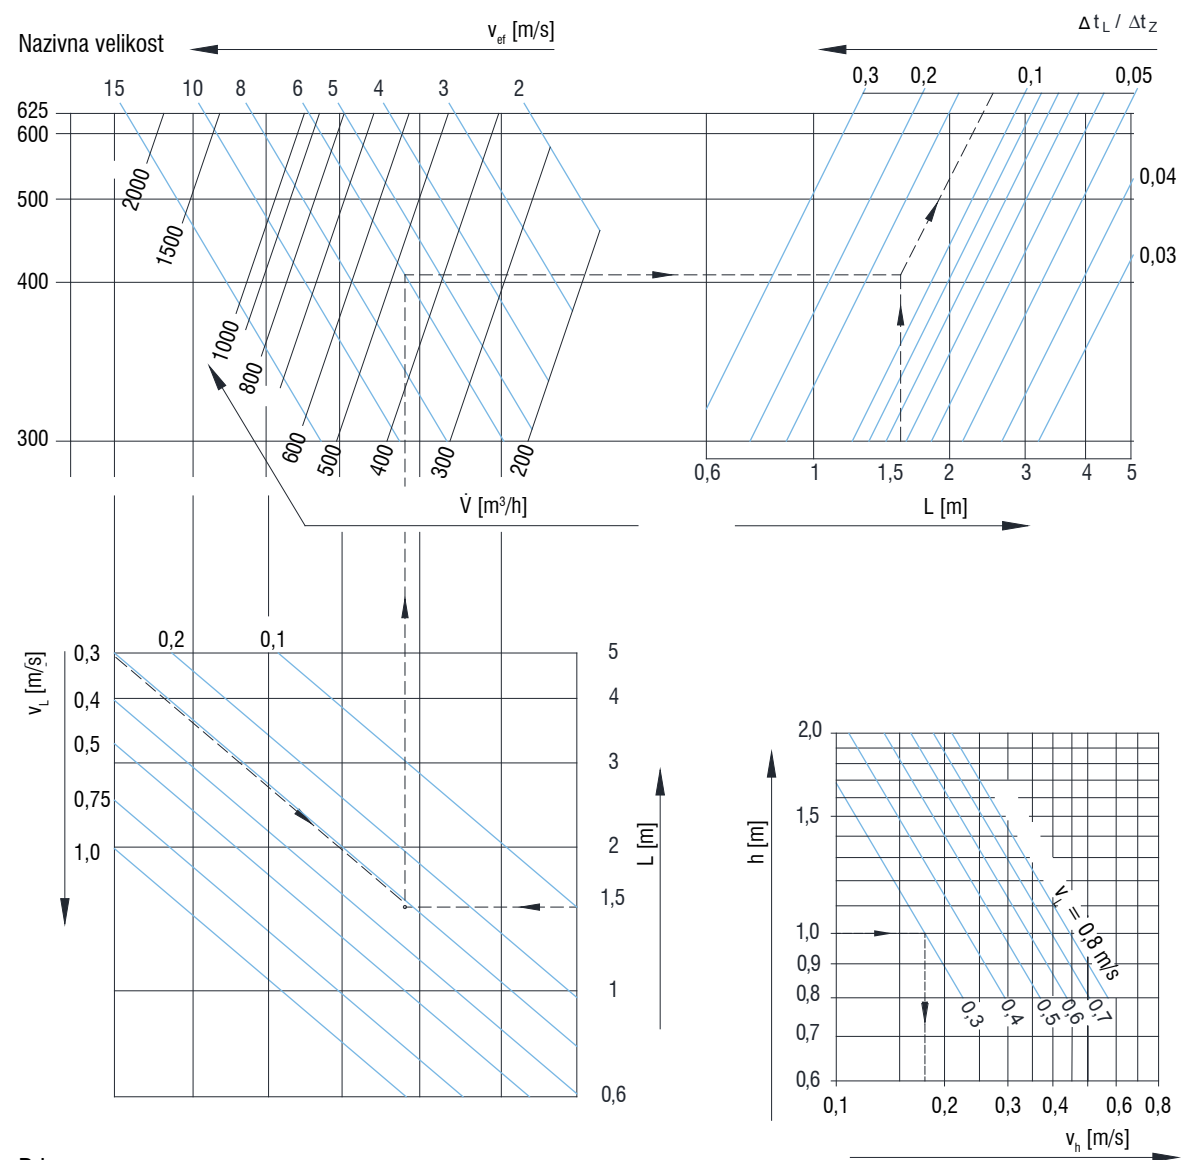 Nazivna velikost
v_ef [m/s]
Δt_L / Δt_Z
15 10 8 6 5 4 3 2
0,3 0,2 0,1 0,05
625
600
500
400
300
2000
1500
1000
800
600
500
400
300
200
0,04
0,03
0,6 1 1,5 2 3 4 5
V̇ [m³/h]
L [m]
v_L [m/s]
0,2 0,1
0,3
0,4
0,5
0,75
1,0
5
4
3
2
1,5
1
0,6
L [m]
h [m]
2,0
1,5
1,0
0,9
0,8
0,7
0,6
v_L = 0,8 m/s
0,3 0,4 0,5 0,6 0,7
0,1 0,2 0,3 0,4 0,6 0,8
v_h [m/s]